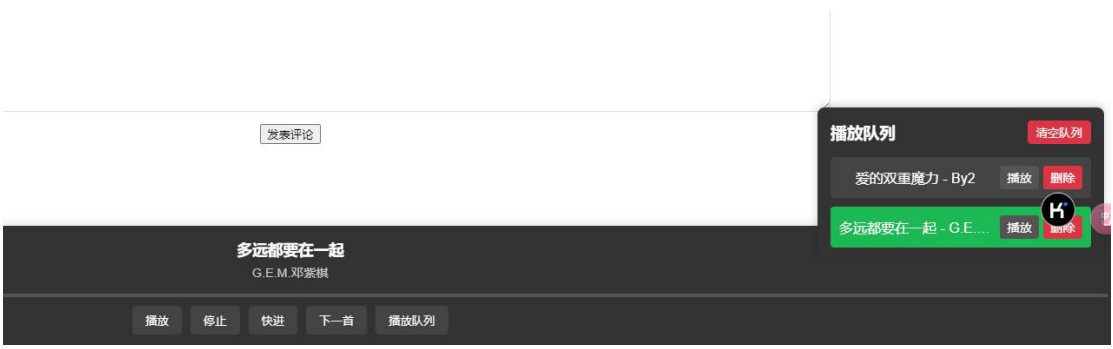 发表评论
播放队列 清空队列
爱的双重魔力 - By2 播放 删除
多远都要在一起 - G.E.... 播放 删除
多远都要在一起
G.E.M.邓紫棋
播放 停止 快进 下一首 播放队列